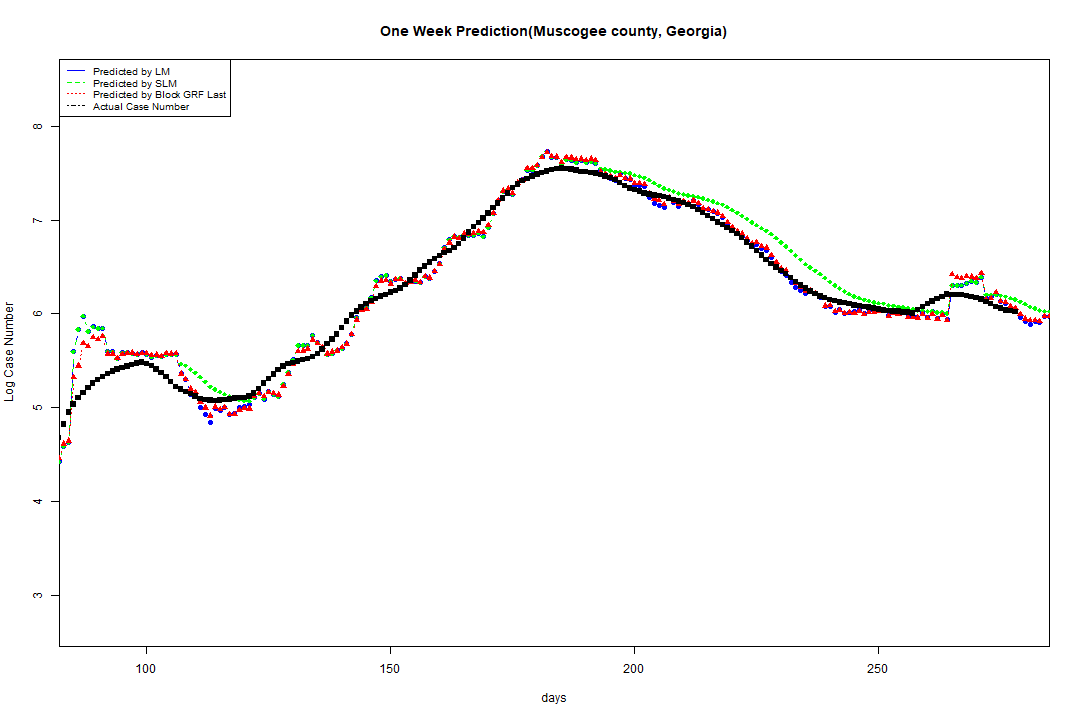 One Week Prediction(Muscogee county, Georgia)
Predicted by LM
Predicted by SLM
Predicted by Block GRF Last
Actual Case Number
8
7
6
5
4
3
Log Case Number
100 150 200 250
days